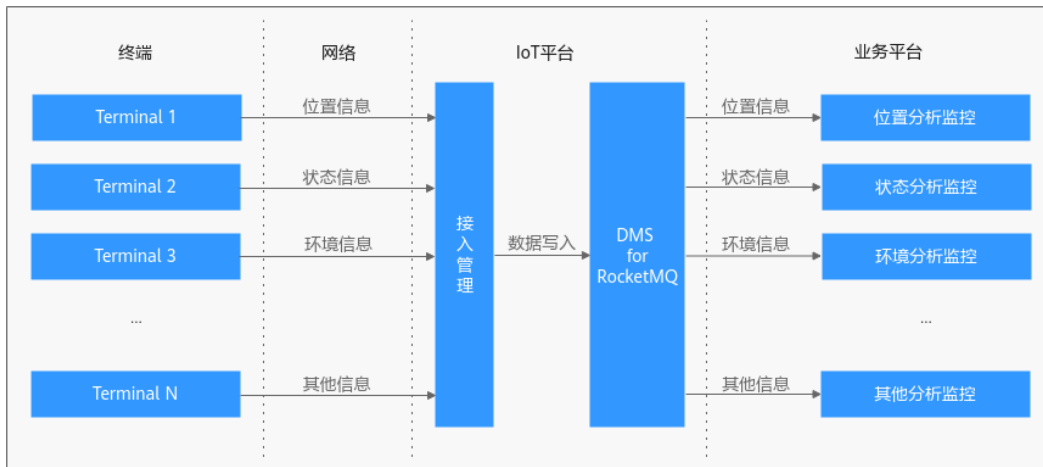 终端
网络
IoT平台
业务平台
Terminal 1
位置信息
位置信息
位置分析监控
Terminal 2
状态信息
状态信息
状态分析监控
Terminal 3
环境信息
接
入
管
理
数据写入
DMS
for
RocketMQ
环境信息
环境分析监控
...
...
Terminal N
其他信息
其他信息
其他分析监控